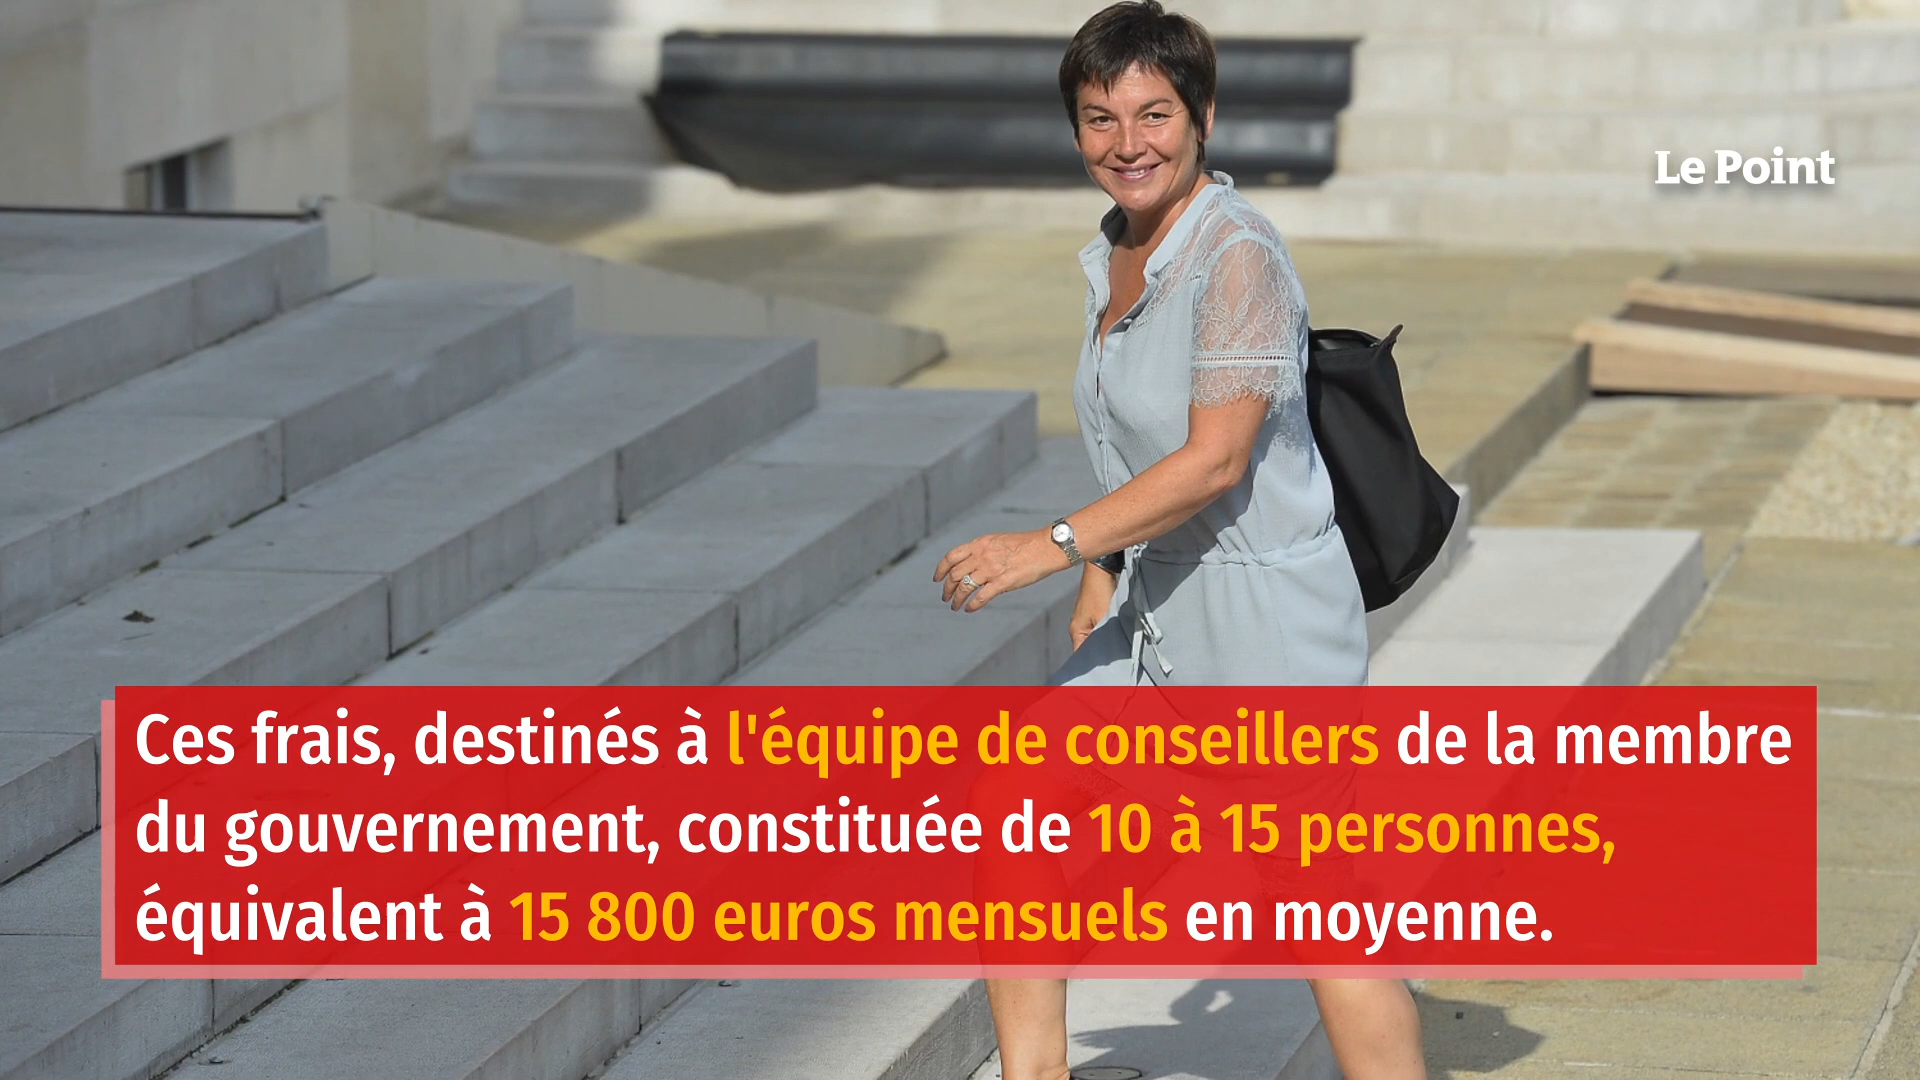 Le Point
Ces frais, destinés à l'équipe de conseillers de la membre
du gouvernement, constituée de 10 à 15 personnes,
équivalent à 15 800 euros mensuels en moyenne.